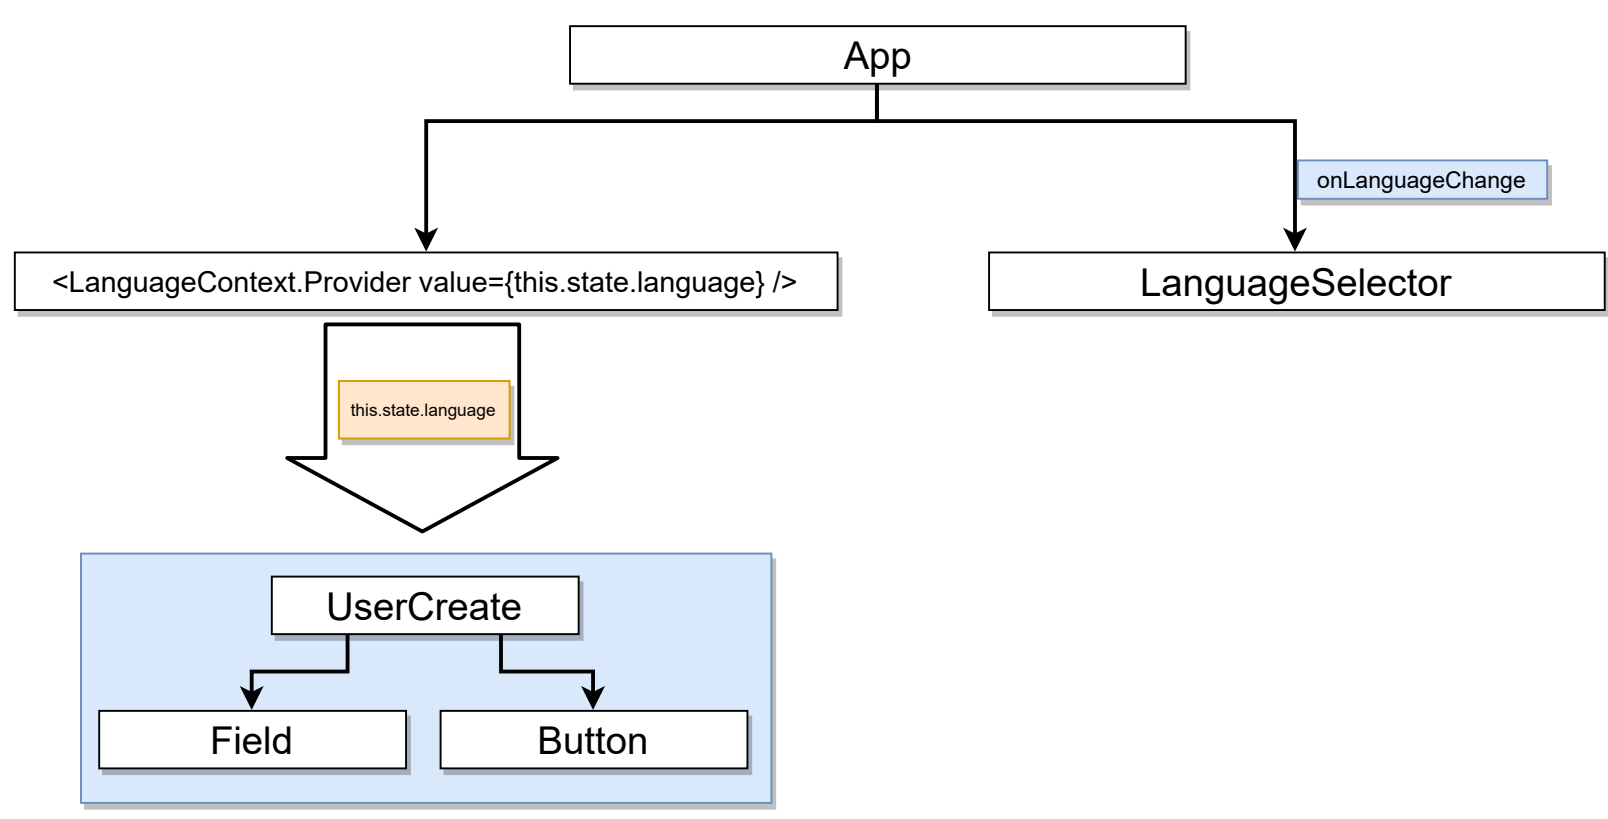 App
onLanguageChange
<LanguageContext.Provider value={this.state.language} />
LanguageSelector
this.state.language
UserCreate
Field
Button